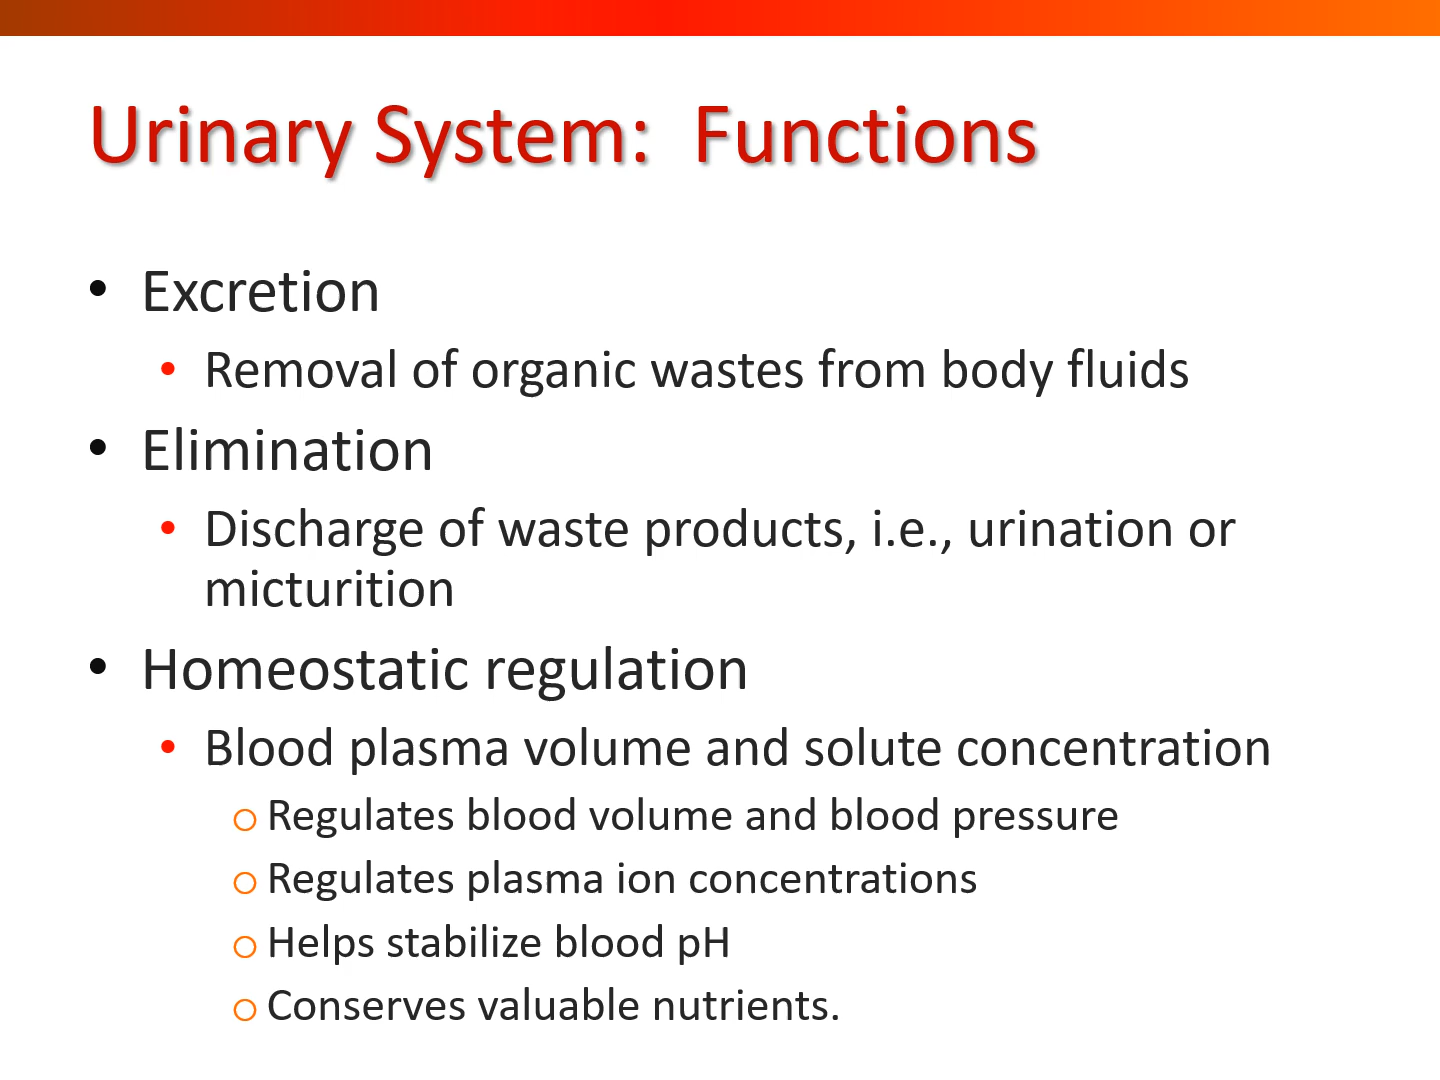 Urinary System:  Functions
• Excretion
• Removal of organic wastes from body fluids
• Elimination
• Discharge of waste products, i.e., urination or
micturition
• Homeostatic regulation
• Blood plasma volume and solute concentration
o Regulates blood volume and blood pressure
o Regulates plasma ion concentrations
o Helps stabilize blood pH
o Conserves valuable nutrients.